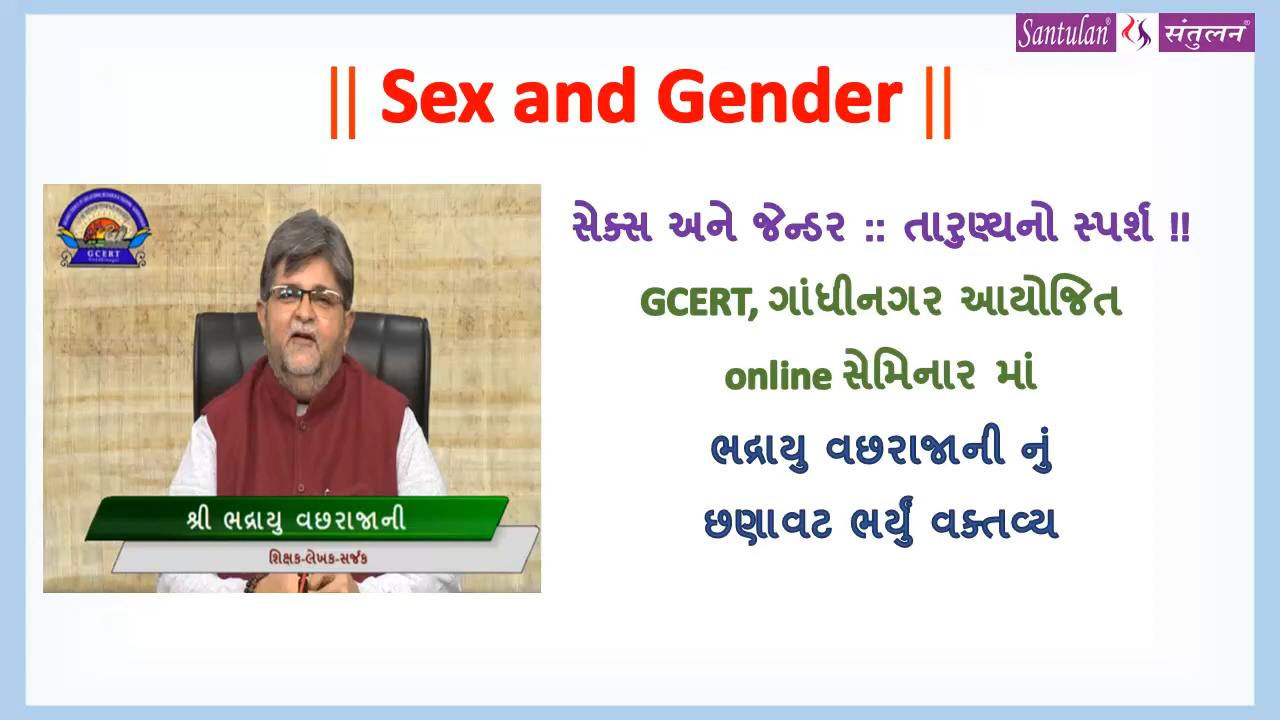 Santulan® संतुलन®
|| Sex and Gender ||
સેક્સ અને જેન્ડર :: તારુણ્યનો સ્પર્શ !!
GCERT, ગાંધીનગર આયોજિત
online સેમિનાર માં
ભદ્રાયુ વછરાજાની નું
છણાવટ ભર્યું વક્તવ્ય
GCERT
શ્રી ભદ્રાયુ વછરાજાની
શિક્ષક-લેખક-સર્જક